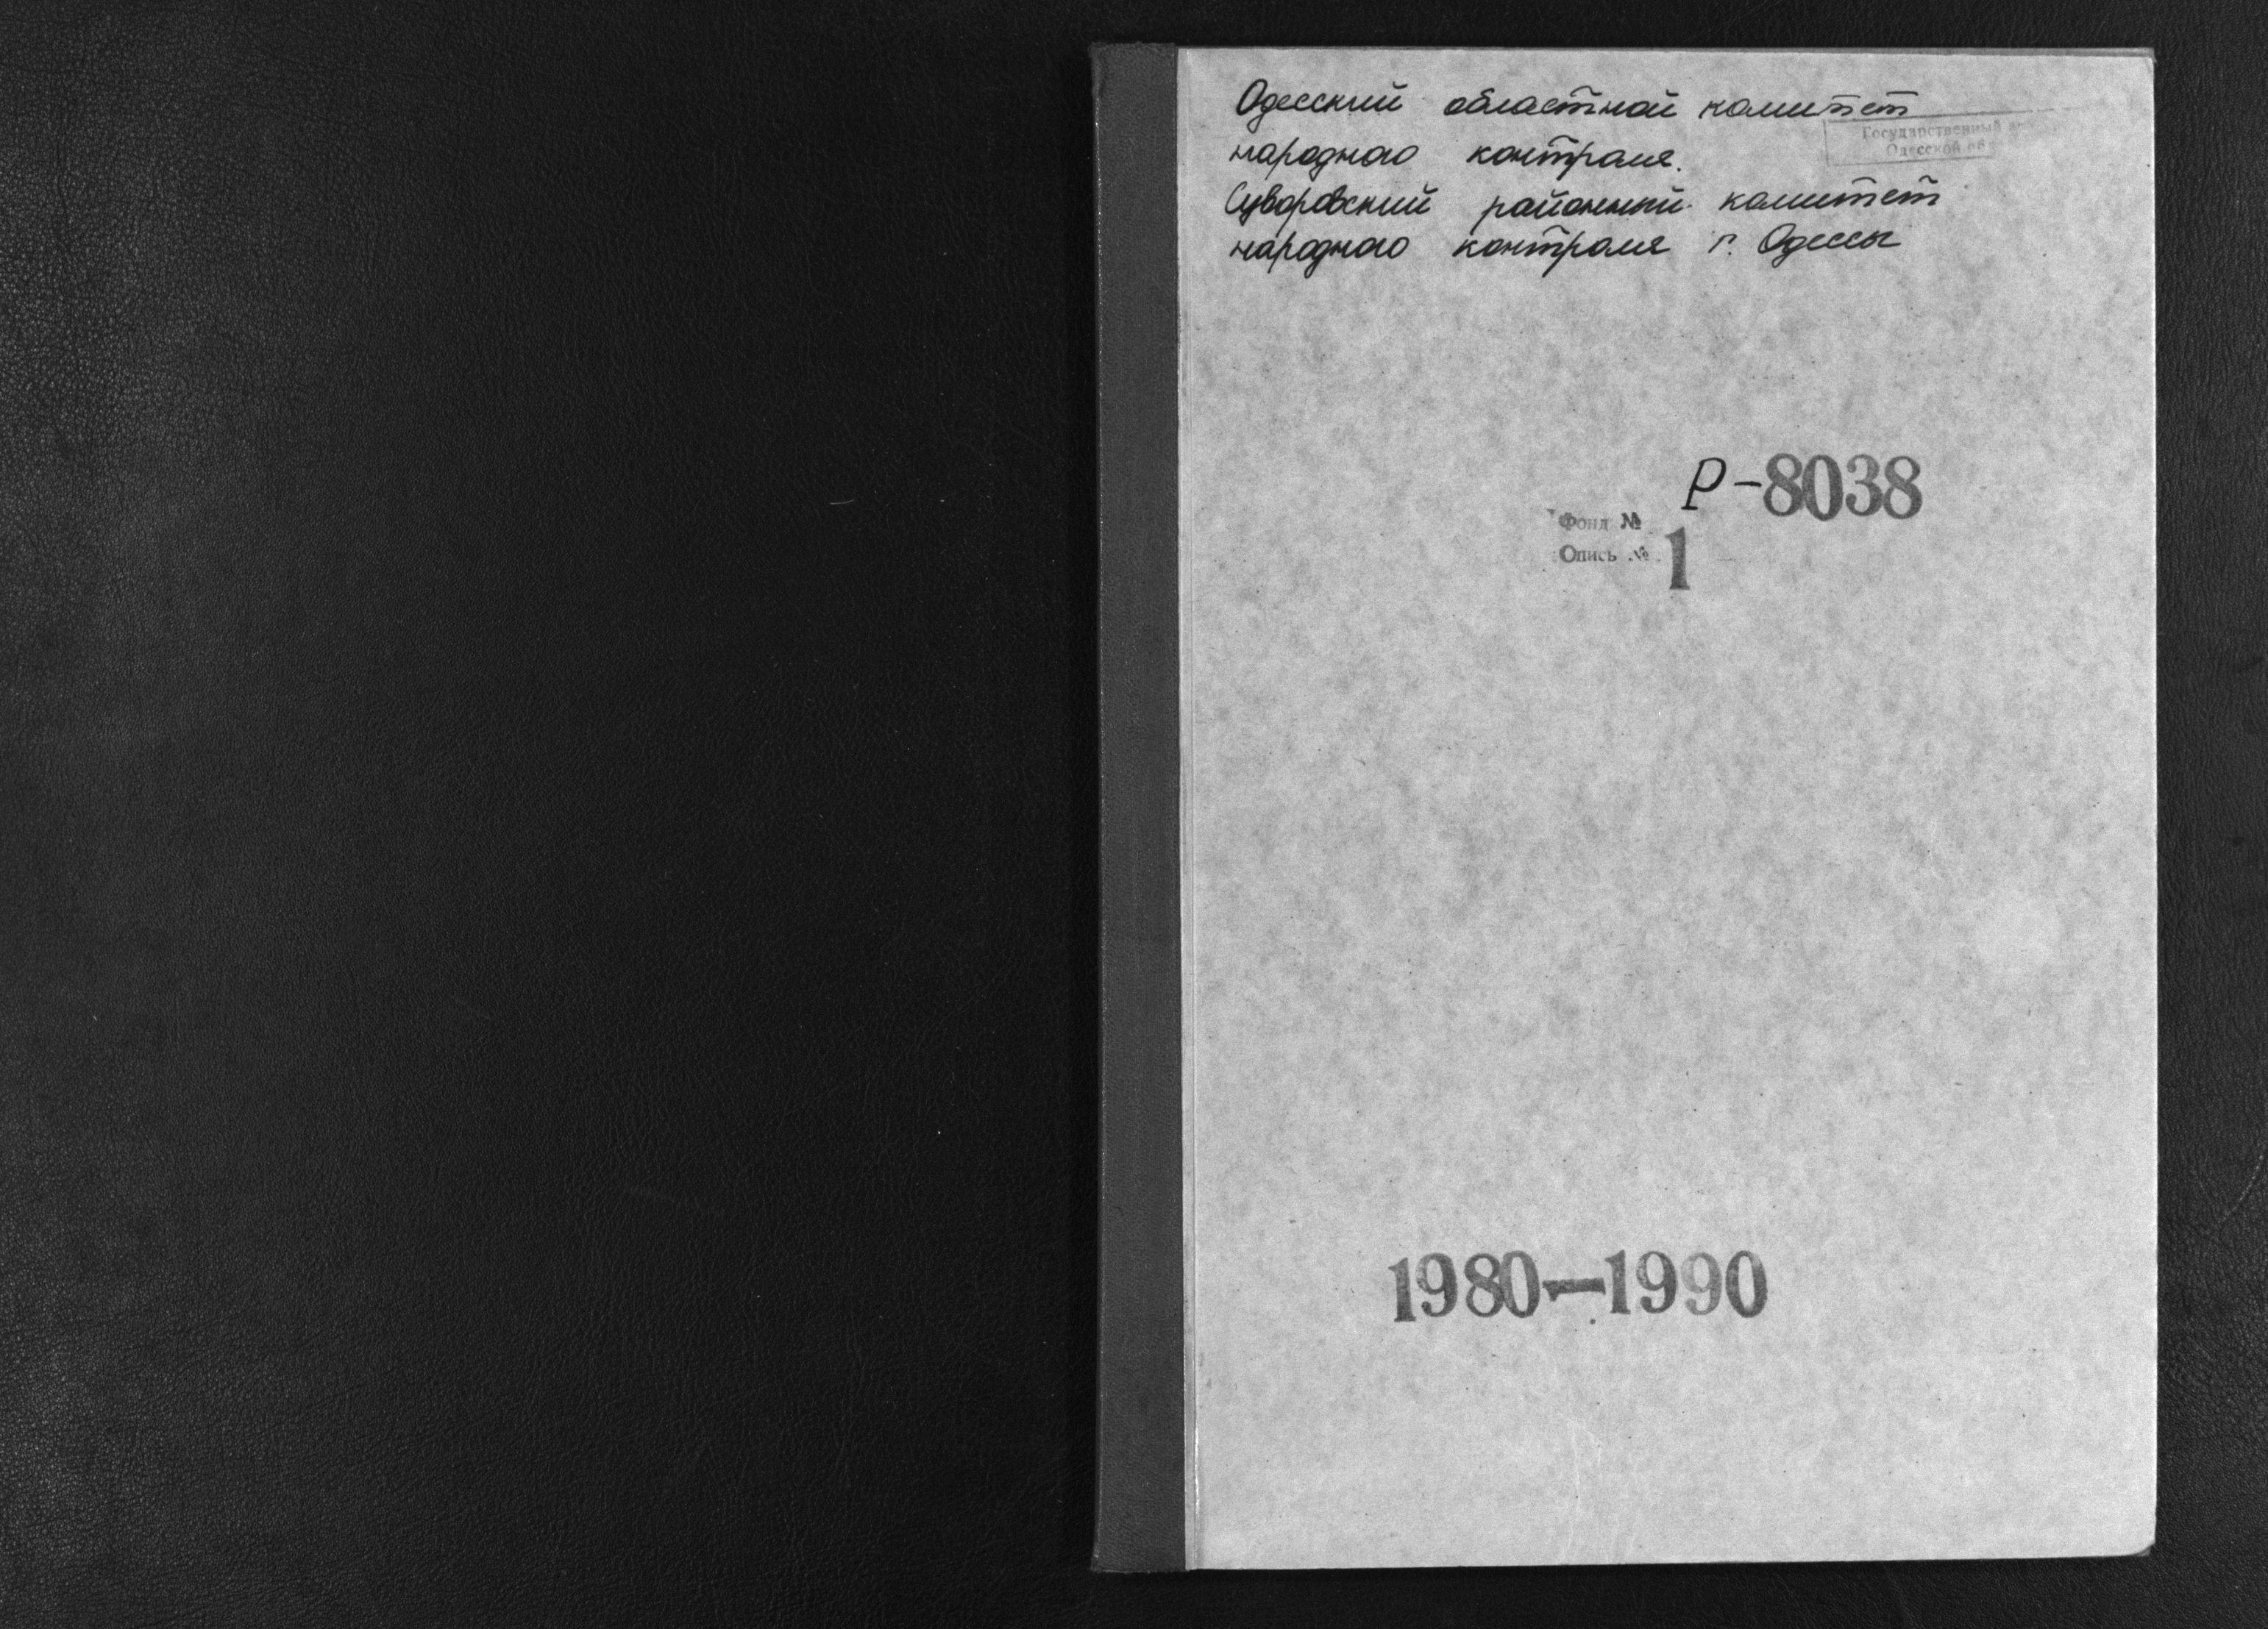 Одесский областной комитет
Государственный
Одесской об
народного контроля.
Суворовский районный комитет
народного контроля г. Одессы
Р-8038
Фонд №
Опись № 1
1980-1990